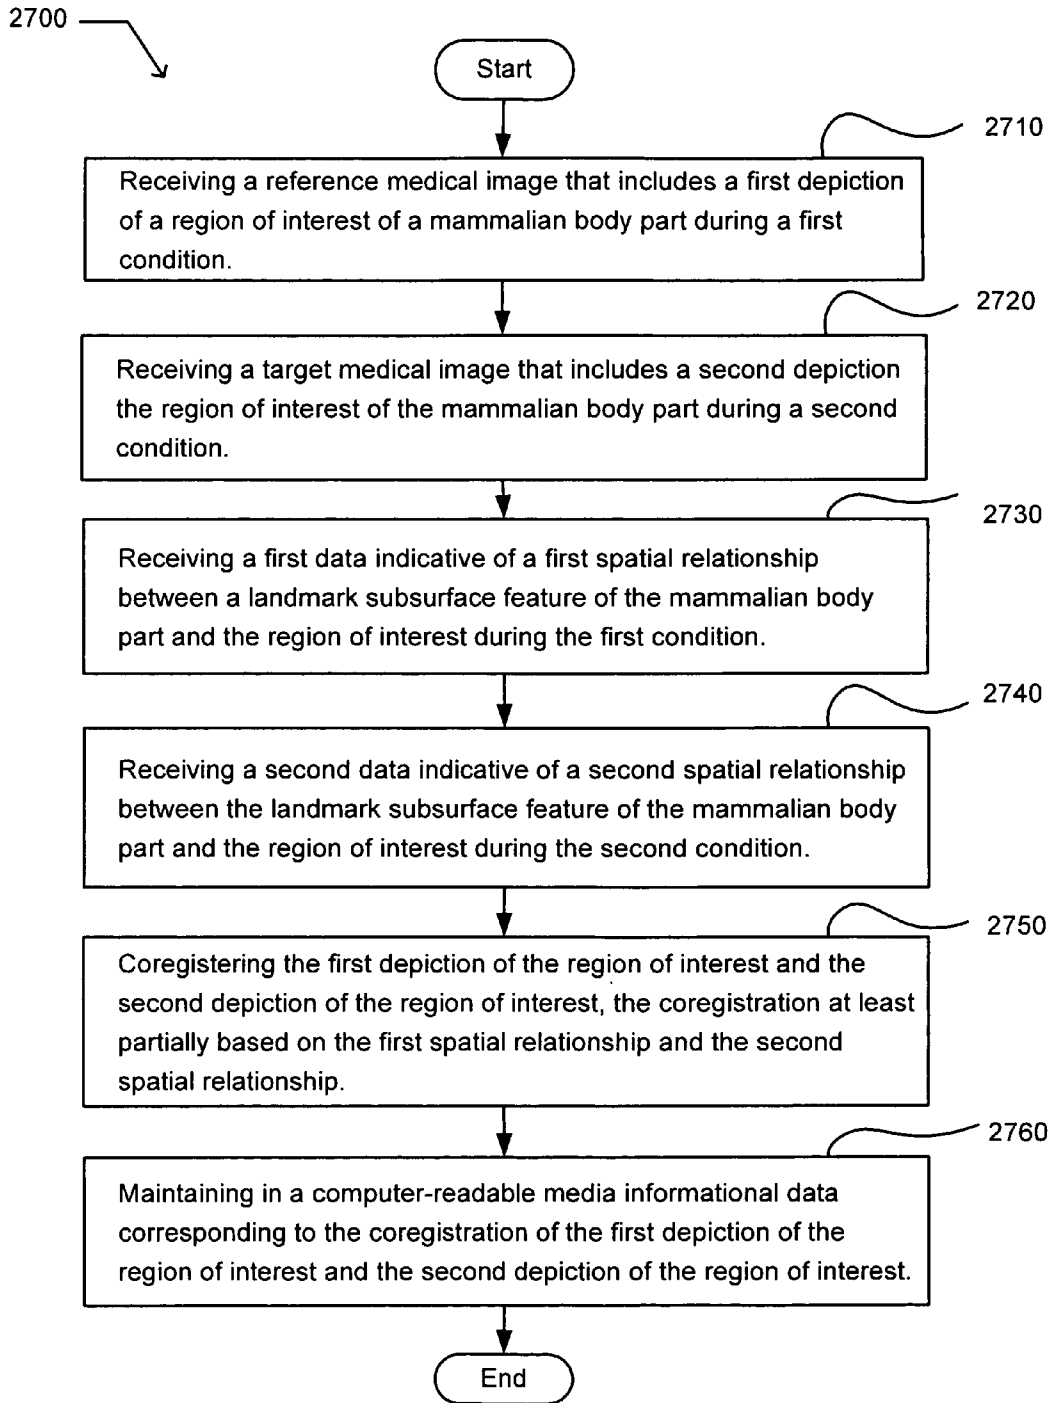 2700
Start
2710
Receiving a reference medical image that includes a first depiction
of a region of interest of a mammalian body part during a first
condition.
2720
Receiving a target medical image that includes a second depiction
the region of interest of the mammalian body part during a second
condition.
2730
Receiving a first data indicative of a first spatial relationship
between a landmark subsurface feature of the mammalian body
part and the region of interest during the first condition.
2740
Receiving a second data indicative of a second spatial relationship
between the landmark subsurface feature of the mammalian body
part and the region of interest during the second condition.
2750
Coregistering the first depiction of the region of interest and the
second depiction of the region of interest, the coregistration at least
partially based on the first spatial relationship and the second
spatial relationship.
2760
Maintaining in a computer-readable media informational data
corresponding to the coregistration of the first depiction of the
region of interest and the second depiction of the region of interest.
End